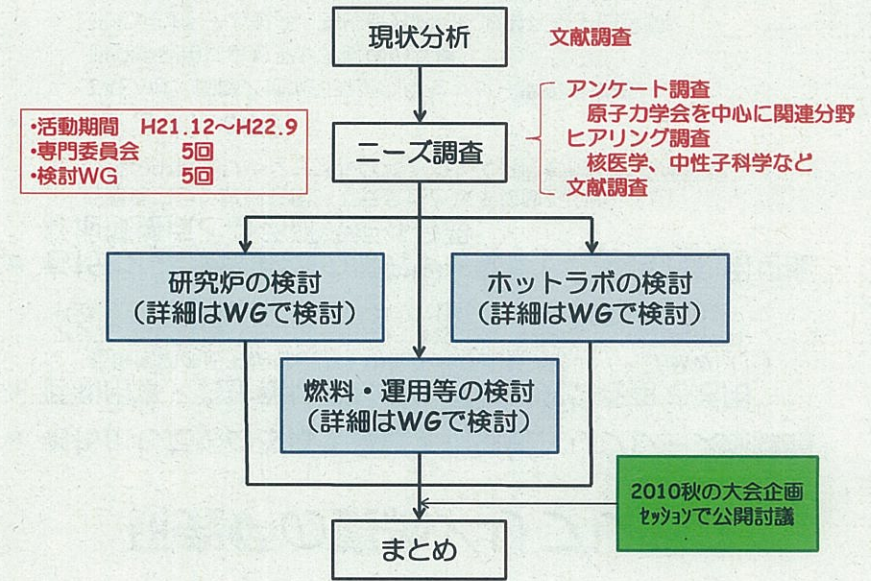 現状分析
文献調査
アンケート調査
原子力学会を中心に関連分野
ヒアリング調査
核医学、中性子科学など
文献調査
・活動期間 H21.12～H22.9
・専門委員会 5回
・検討WG 5回
ニーズ調査
研究炉の検討
（詳細はWGで検討）
ホットラボの検討
（詳細はWGで検討）
燃料・運用等の検討
（詳細はWGで検討）
2010秋の大会企画
ｾｯｼｮﾝで公開討議
まとめ